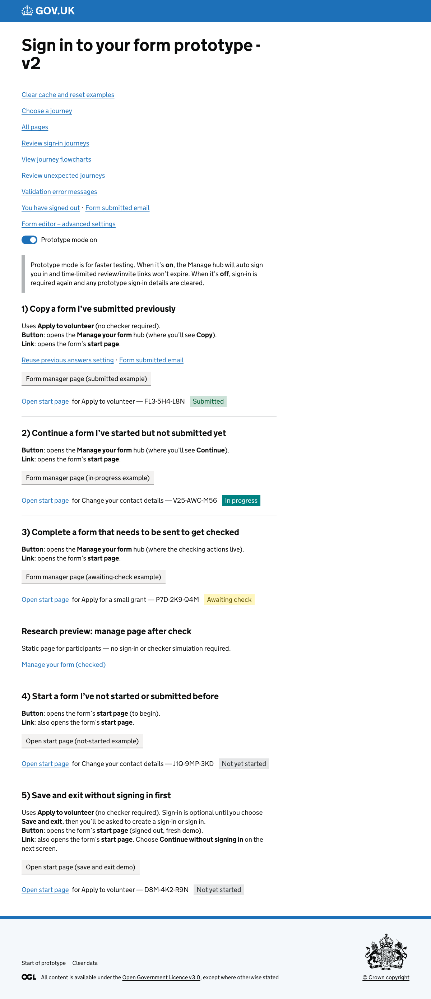 GOV.UK
Sign in to your form prototype -
v2
Clear cache and reset examples
Choose a journey
All pages
Review sign-in journeys
View journey flowcharts
Review unexpected journeys
Validation error messages
You have signed out · Form submitted email
Form editor – advanced settings
Prototype mode on
Prototype mode is for faster testing. When it’s on, the Manage hub will auto sign
you in and time-limited review/invite links won’t expire. When it’s off, sign-in is
required again and any prototype sign-in details are cleared.
1) Copy a form I’ve submitted previously
Uses Apply to volunteer (no checker required).
Button: opens the Manage your form hub (where you’ll see Copy).
Link: opens the form’s start page.
Reuse previous answers setting · Form submitted email
Form manager page (submitted example)
Open start page for Apply to volunteer — FL3-5H4-L8N Submitted
2) Continue a form I’ve started but not submitted yet
Button: opens the Manage your form hub (where you’ll see Continue).
Link: opens the form’s start page.
Form manager page (in-progress example)
Open start page for Change your contact details — V25-AWC-M56 In progress
3) Complete a form that needs to be sent to get checked
Button: opens the Manage your form hub (where the checking actions live).
Link: opens the form’s start page.
Form manager page (awaiting-check example)
Open start page for Apply for a small grant — P7D-2K9-Q4M Awaiting check
Research preview: manage page after check
Static page for participants — no sign-in or checker simulation required.
Manage your form (checked)
4) Start a form I’ve not started or submitted before
Button: opens the form’s start page (to begin).
Link: also opens the form’s start page.
Open start page (not-started example)
Open start page for Change your contact details — J1Q-9MP-3KD Not yet started
5) Save and exit without signing in first
Uses Apply to volunteer (no checker required). Sign-in is optional until you choose
Save and exit, then you’ll be asked to create a sign-in or sign in.
Button: opens the form’s start page (signed out, fresh demo).
Link: also opens the form’s start page. Choose Continue without signing in on the
next screen.
Open start page (save and exit demo)
Open start page for Apply to volunteer — D8M-4K2-R9N Not yet started
Start of prototype Clear data
OGL All content is available under the Open Government Licence v3.0, except where otherwise stated
© Crown copyright